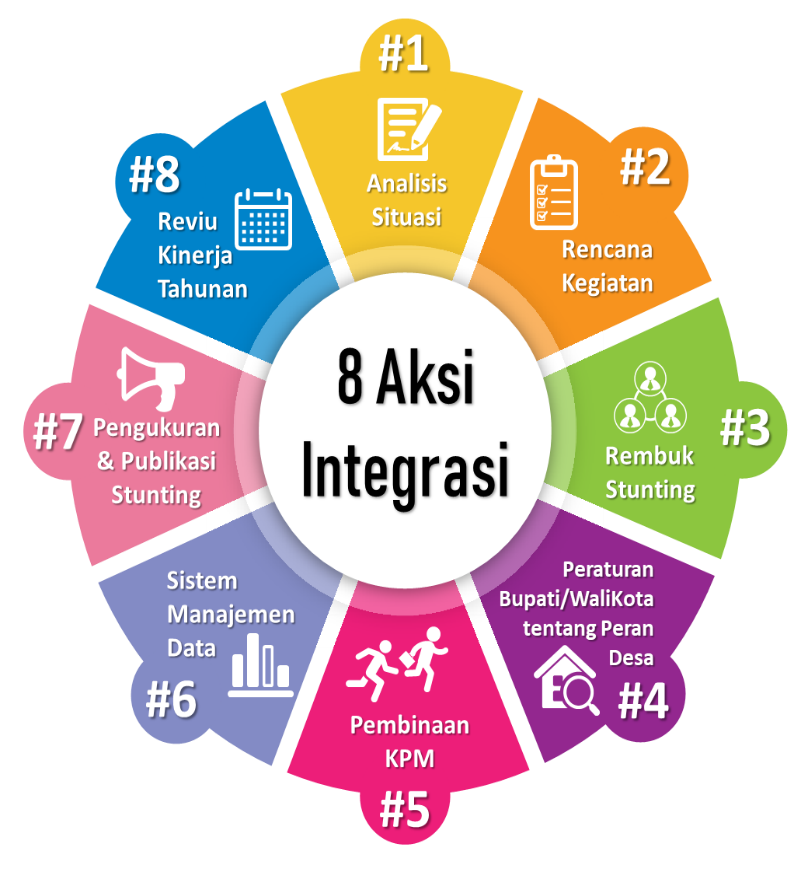 8 Aksi
Integrasi
#1
Analisis
Situasi
#2
Rencana
Kegiatan
#3
Rembuk
Stunting
#4
Peraturan
Bupati/WaliKota
tentang Peran
Desa
#5
Pembinaan
KPM
#6
Sistem
Manajemen
Data
#7
Pengukuran
& Publikasi
Stunting
#8
Reviu
Kinerja
Tahunan